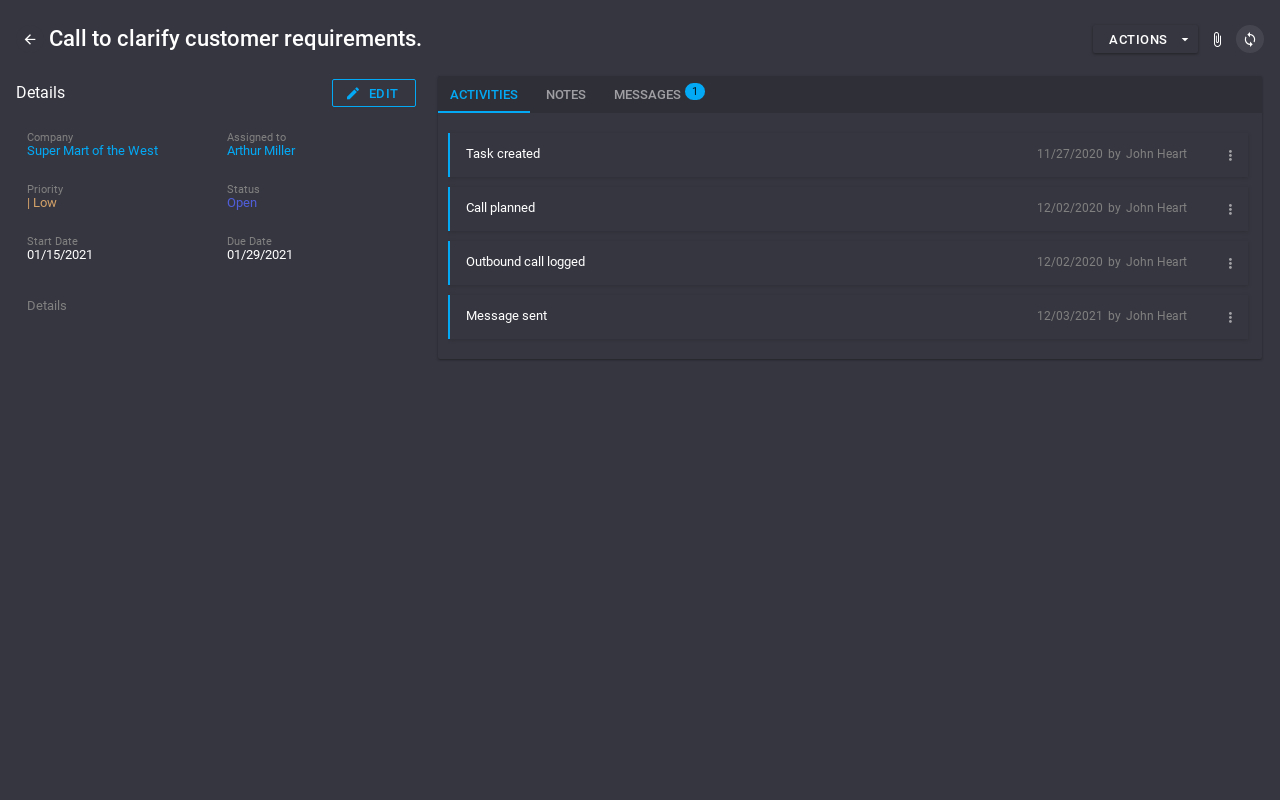 Call to clarify customer requirements.
ACTIONS
Details
EDIT
Company
Super Mart of the West
Assigned to
Arthur Miller
Priority
| Low
Status
Open
Start Date
01/15/2021
Due Date
01/29/2021
Details
ACTIVITIES NOTES MESSAGES 1
Task created 11/27/2020 by John Heart
Call planned 12/02/2020 by John Heart
Outbound call logged 12/02/2020 by John Heart
Message sent 12/03/2021 by John Heart